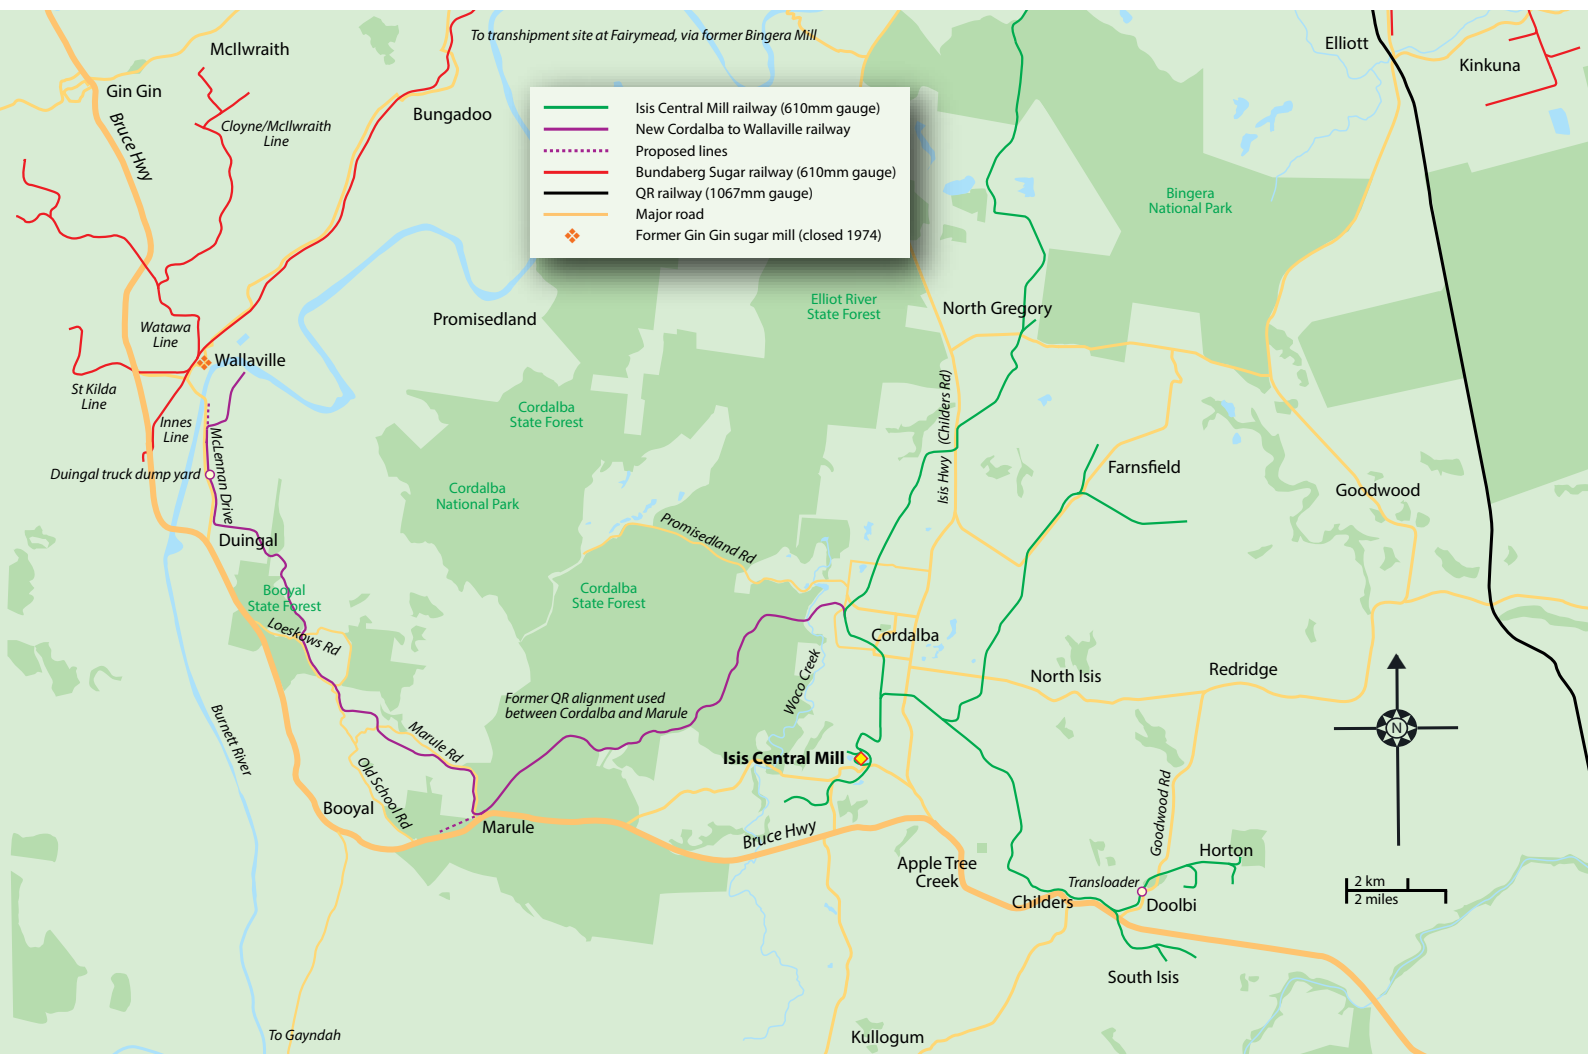 To transhipment site at Fairymead, via former Bingera Mill
McIlwraith
Gin Gin
Bruce Hwy
Cloyne/McIlwraith
Line
Bungadoo
Elliott
Kinkuna
Isis Central Mill railway (610mm gauge)
New Cordalba to Wallaville railway
Proposed lines
Bundaberg Sugar railway (610mm gauge)
QR railway (1067mm gauge)
Major road
Former Gin Gin sugar mill (closed 1974)
Bingera
National Park
Elliot River
State Forest
North Gregory
Promisedland
Watawa
Line
Wallaville
St Kilda
Line
Innes
Line
McLennan Drive
Duingal truck dump yard
Duingal
Cordalba
State Forest
Cordalba
National Park
Isis Hwy (Childers Rd)
Farnsfield
Goodwood
Promisedland Rd
Booyal
State Forest
Loeskows Rd
Cordalba
State Forest
Cordalba
Woco Creek
North Isis
Redridge
Former QR alignment used
between Cordalba and Marule
Burnett River
Marule Rd
Old School Rd
Isis Central Mill
N
Booyal
Marule
Bruce Hwy
Goodwood Rd
Apple Tree
Creek
Horton
Transloader
Childers
Doolbi
2 km
2 miles
South Isis
To Gayndah
Kullogum